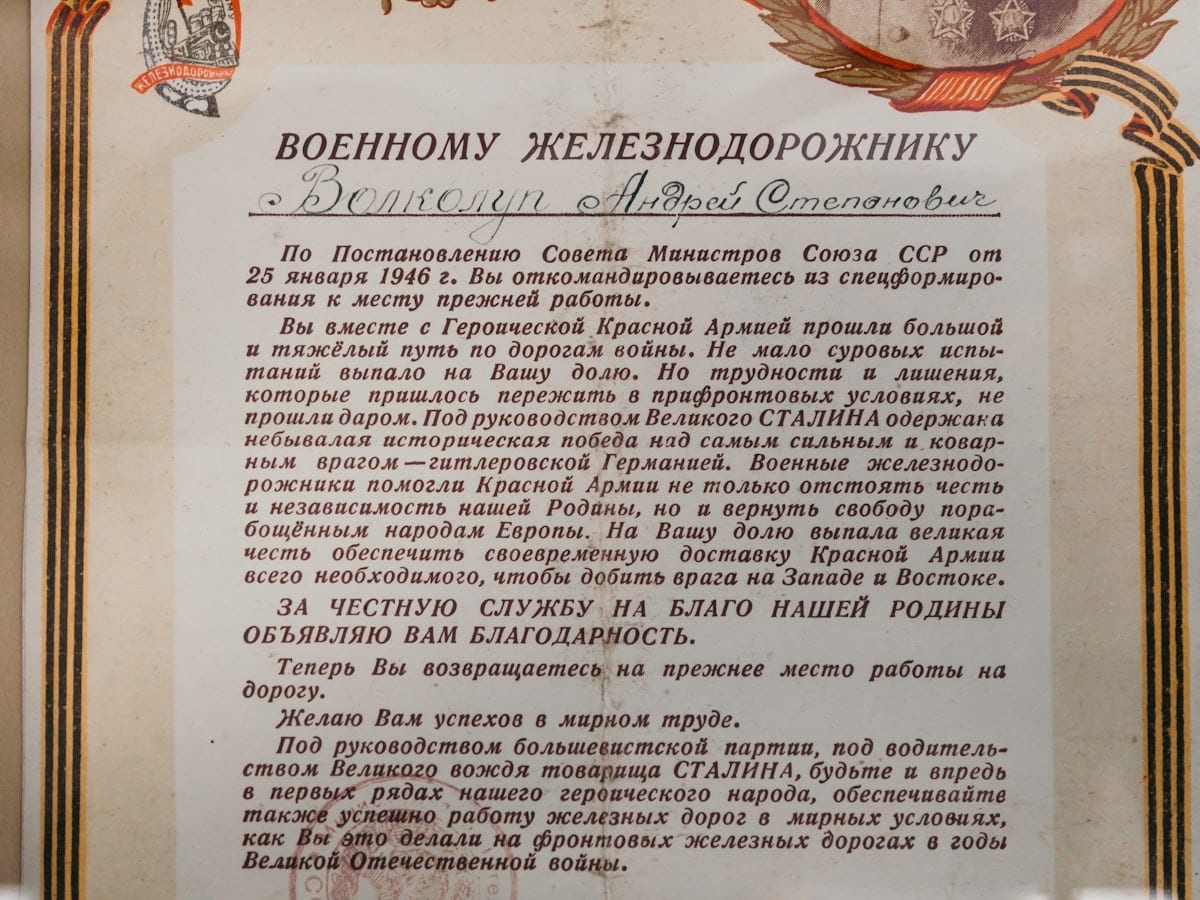 ЖЕЛЕЗНОДОРОЖНИК
ВОЕННОМУ ЖЕЛЕЗНОДОРОЖНИКУ
Волколуп Андрей Степанович
По Постановлению Совета Министров Союза ССР от
25 января 1946 г. Вы откомандировываетесь из спецформиро-
вания к месту прежней работы.
Вы вместе с Героической Красной Армией прошли большой
и тяжёлый путь по дорогам войны. Не мало суровых испы-
таний выпало на Вашу долю. Но трудности и лишения,
которые пришлось пережить в прифронтовых условиях, не
прошли даром. Под руководством Великого СТАЛИНА одержана
небывалая историческая победа над самым сильным и ковар-
ным врагом—гитлеровской Германией. Военные железнодо-
рожники помогли Красной Армии не только отстоять честь
и независимость нашей Родины, но и вернуть свободу пора-
бощённым народам Европы. На Вашу долю выпала великая
честь обеспечить своевременную доставку Красной Армии
всего необходимого, чтобы добить врага на Западе и Востоке.
ЗА ЧЕСТНУЮ СЛУЖБУ НА БЛАГО НАШЕЙ РОДИНЫ
ОБЪЯВЛЯЮ ВАМ БЛАГОДАРНОСТЬ.
Теперь Вы возвращаетесь на прежнее место работы на
дорогу.
Желаю Вам успехов в мирном труде.
Под руководством большевистской партии, под водитель-
ством Великого вождя товарища СТАЛИНА, будьте и впредь
в первых рядах нашего героического народа, обеспечивайте
также успешно работу железных дорог в мирных условиях,
как Вы это делали на фронтовых железных дорогах в годы
Великой Отечественной войны.